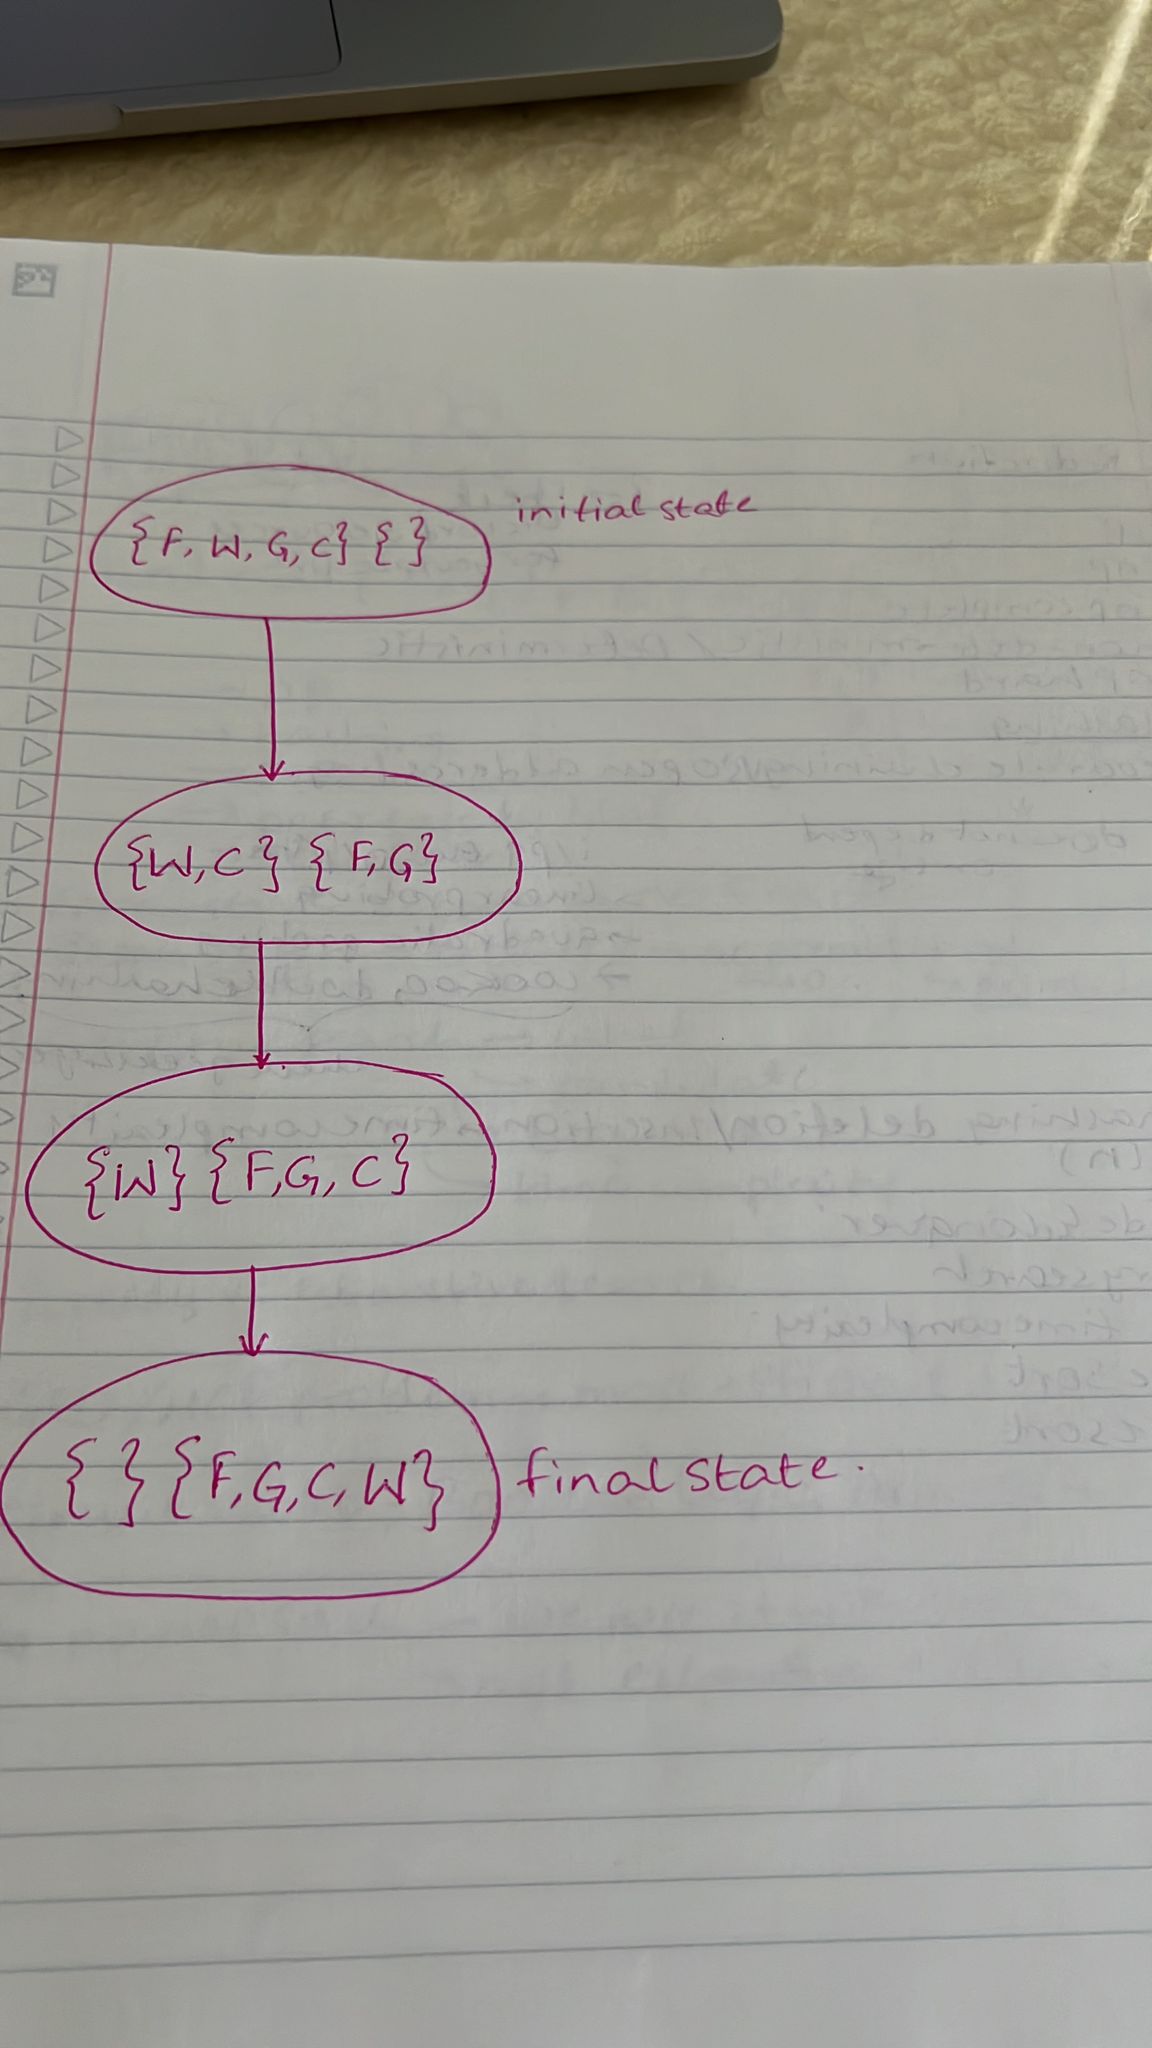 {F, W, G, C} { }
initial state
{W, C} {F, G}
{W} {F, G, C}
{ } {F, G, C, W}
final state.